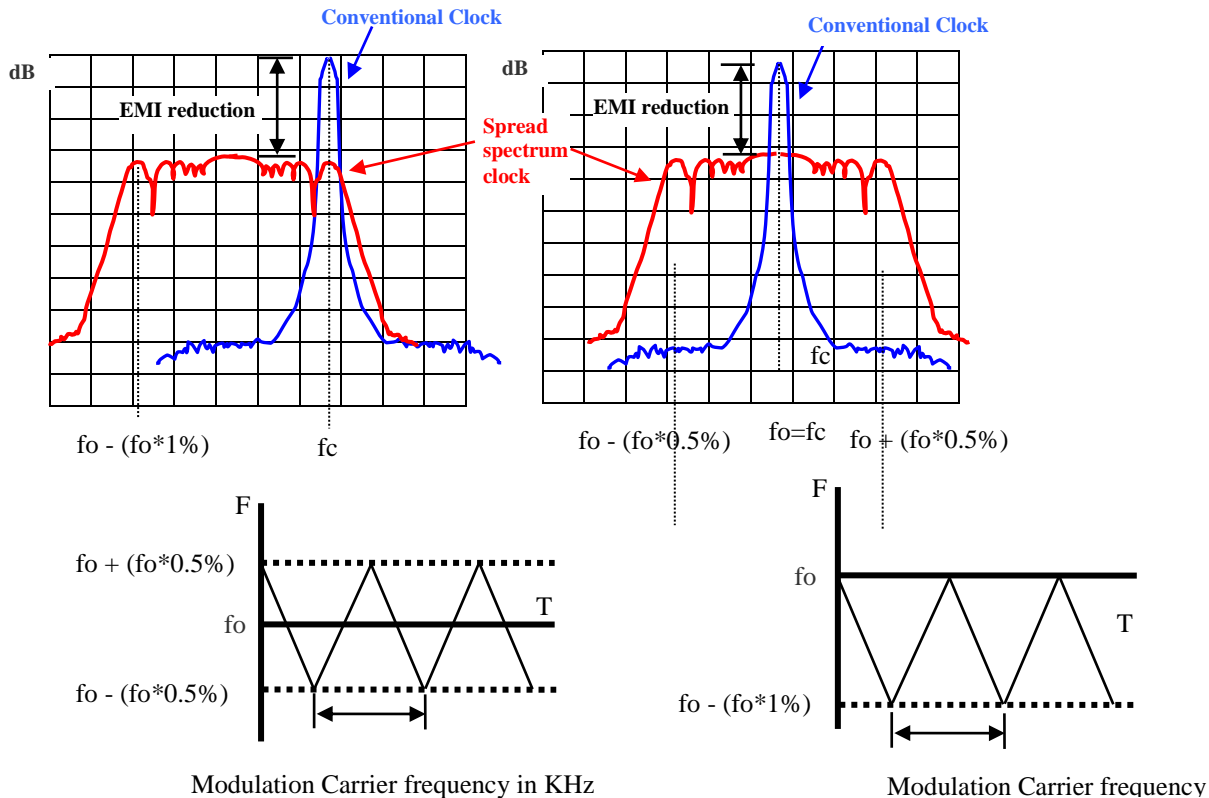 Conventional Clock
dB
EMI reduction
Spread
spectrum
clock
fo - (fo*1%)
fc
Conventional Clock
dB
EMI reduction
fc
fo - (fo*0.5%)
fo=fc
fo + (fo*0.5%)
F
fo + (fo*0.5%)
T
fo
fo - (fo*0.5%)
Modulation Carrier frequency in KHz
F
fo
T
fo - (fo*1%)
Modulation Carrier frequency